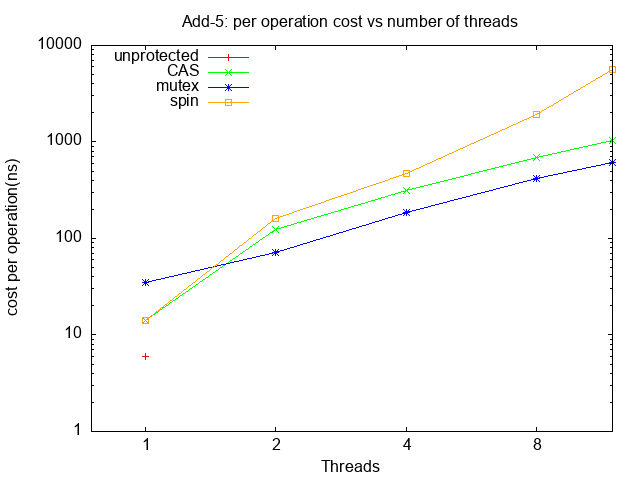 Add-5: per operation cost vs number of threads
10000
1000
100
10
1
cost per operation(ns)
unprotected
CAS
mutex
spin
1 2 4 8
Threads